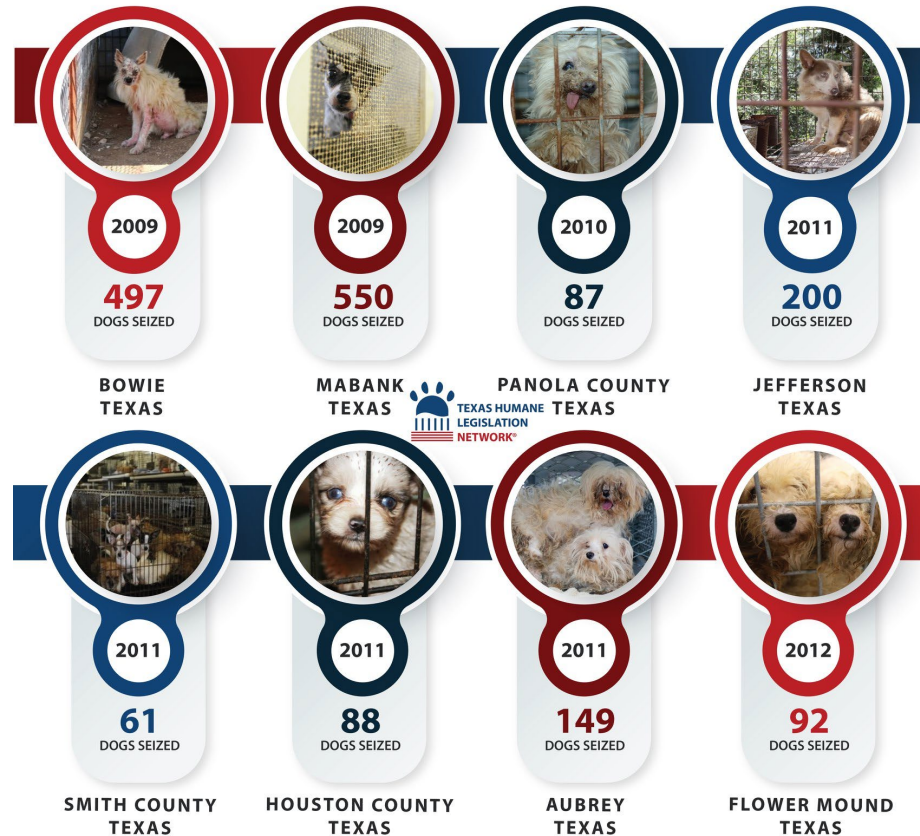 2009
497
DOGS SEIZED
BOWIE
TEXAS
2009
550
DOGS SEIZED
MABANK
TEXAS
2010
87
DOGS SEIZED
PANOLA COUNTY
TEXAS
2011
200
DOGS SEIZED
JEFFERSON
TEXAS
TEXAS HUMANE
LEGISLATION
NETWORK®
2011
61
DOGS SEIZED
SMITH COUNTY
TEXAS
2011
88
DOGS SEIZED
HOUSTON COUNTY
TEXAS
2011
149
DOGS SEIZED
AUBREY
TEXAS
2012
92
DOGS SEIZED
FLOWER MOUND
TEXAS